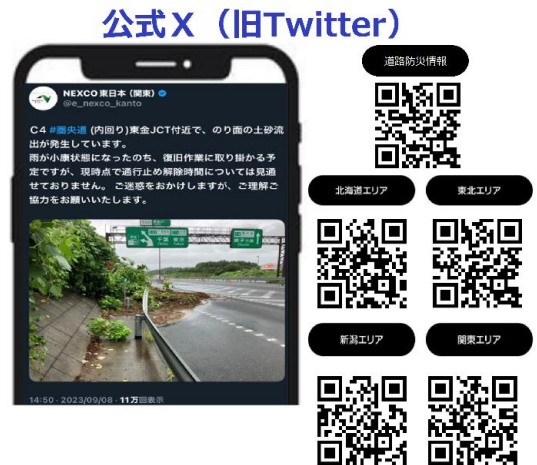 公式X（旧Twitter）
NEXCO東日本（関東）
@e_nexco_kanto
C4 #圏央道 (内回り)東金JCT付近で、のり面の土砂流
出が発生しています。
雨が小康状態になったのち、復旧作業に取り掛かる予
定ですが、現時点で通行止め解除時間については見通
せておりません。ご迷惑をおかけしますが、ご理解ご
協力をお願いいたします。
千葉 東京
14:50 · 2023/09/08 · 11万回表示
道路防災情報
北海道エリア
東北エリア
新潟エリア
関東エリア